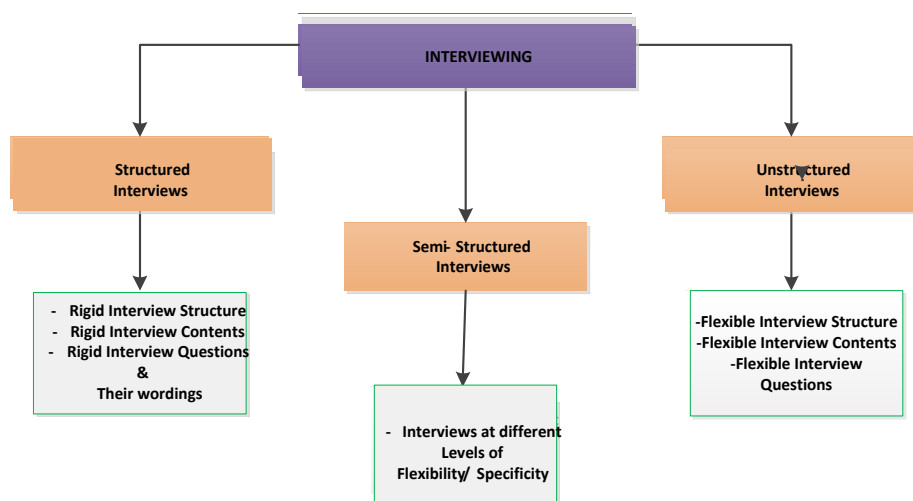 INTERVIEWING
Structured
Interviews
Unstructured
Interviews
Semi- Structured
Interviews
- Rigid Interview Structure
- Rigid Interview Contents
- Rigid Interview Questions
&
Their wordings
-Flexible Interview Structure
-Flexible Interview Contents
-Flexible Interview
Questions
- Interviews at different
Levels of
Flexibility/ Specificity